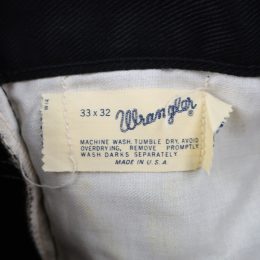 33 x 32 Wrangler
MACHINE WASH, TUMBLE DRY, AVOID
OVERDRYING, REMOVE PROMPTLY
WASH DARKS SEPARATELY.
MADE IN U.S.A.